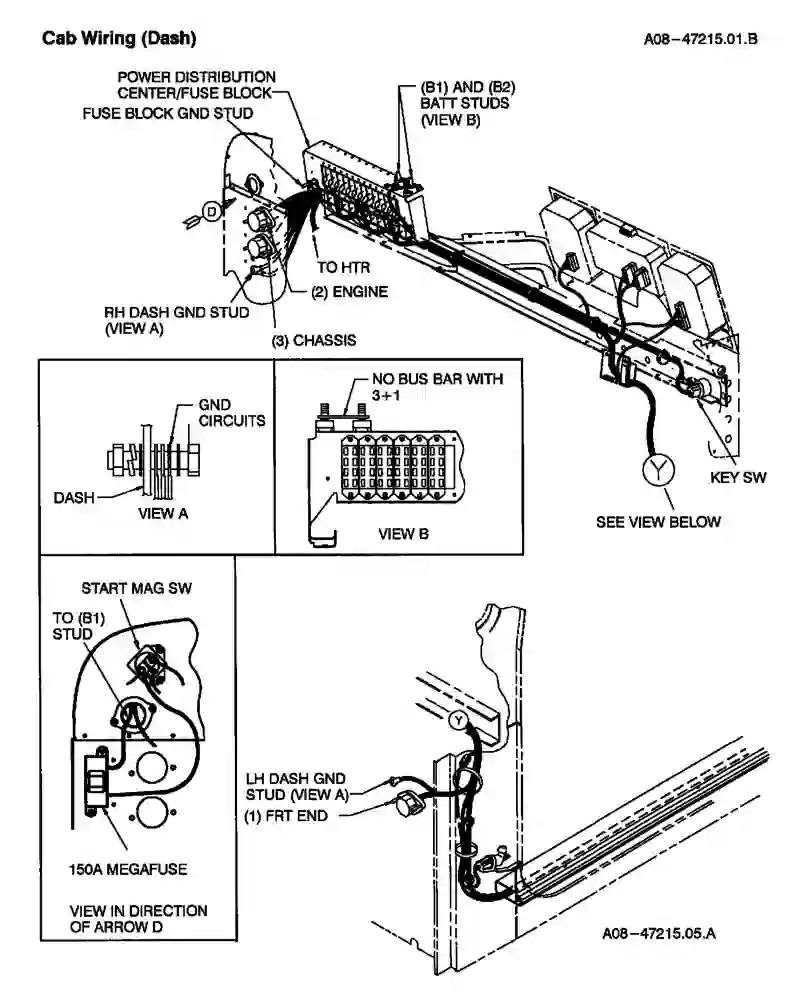 Cab Wiring (Dash)
A08-47215.01.B
POWER DISTRIBUTION
CENTER/FUSE BLOCK
FUSE BLOCK GND STUD
(B1) AND (B2)
BATT STUDS
(VIEW B)
D
TO HTR
(2) ENGINE
RH DASH GND STUD
(VIEW A)
(3) CHASSIS
Y
KEY SW
SEE VIEW BELOW
GND
CIRCUITS
DASH
VIEW A
NO BUS BAR WITH
3+1
VIEW B
START MAG SW
TO (B1)
STUD
150A MEGAFUSE
VIEW IN DIRECTION
OF ARROW D
Y
LH DASH GND
STUD (VIEW A)
(1) FRT END
A08-47215.05.A